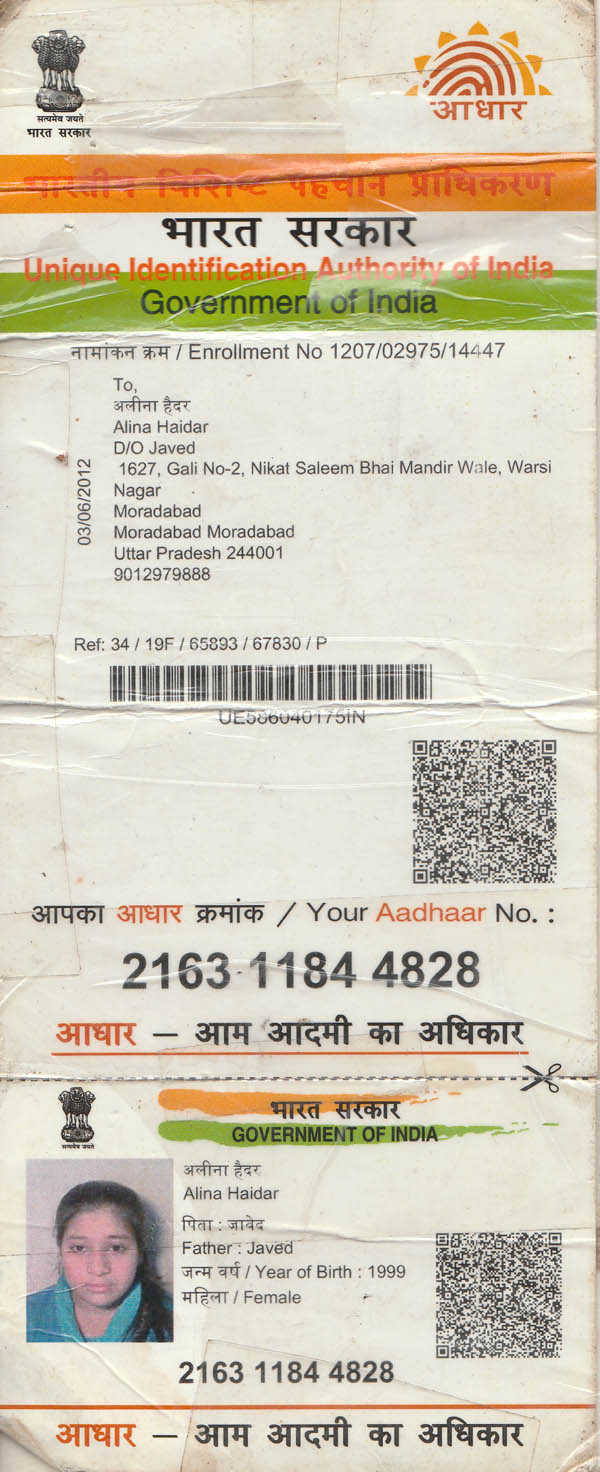 सत्यमेव जयते
भारत सरकार
आधार
भारतीय विशिष्ट पहचान प्राधिकरण
भारत सरकार
Unique Identification Authority of India
Government of India
नामांकन क्रम / Enrollment No 1207/02975/14447
03/06/2012
To,
अलीना हैदर
Alina Haidar
D/O Javed
1627, Gali No-2, Nikat Saleem Bhai Mandir Wale, Warsi
Nagar
Moradabad
Moradabad Moradabad
Uttar Pradesh 244001
9012979888
Ref: 34 / 19F / 65893 / 67830 / P
UE586040175IN
आपका आधार क्रमांक / Your Aadhaar No. :
2163 1184 4828
आधार – आम आदमी का अधिकार
सत्यमेव जयते
भारत सरकार
GOVERNMENT OF INDIA
अलीना हैदर
Alina Haidar
पिता : जावेद
Father : Javed
जन्म वर्ष / Year of Birth : 1999
महिला / Female
2163 1184 4828
आधार – आम आदमी का अधिकार